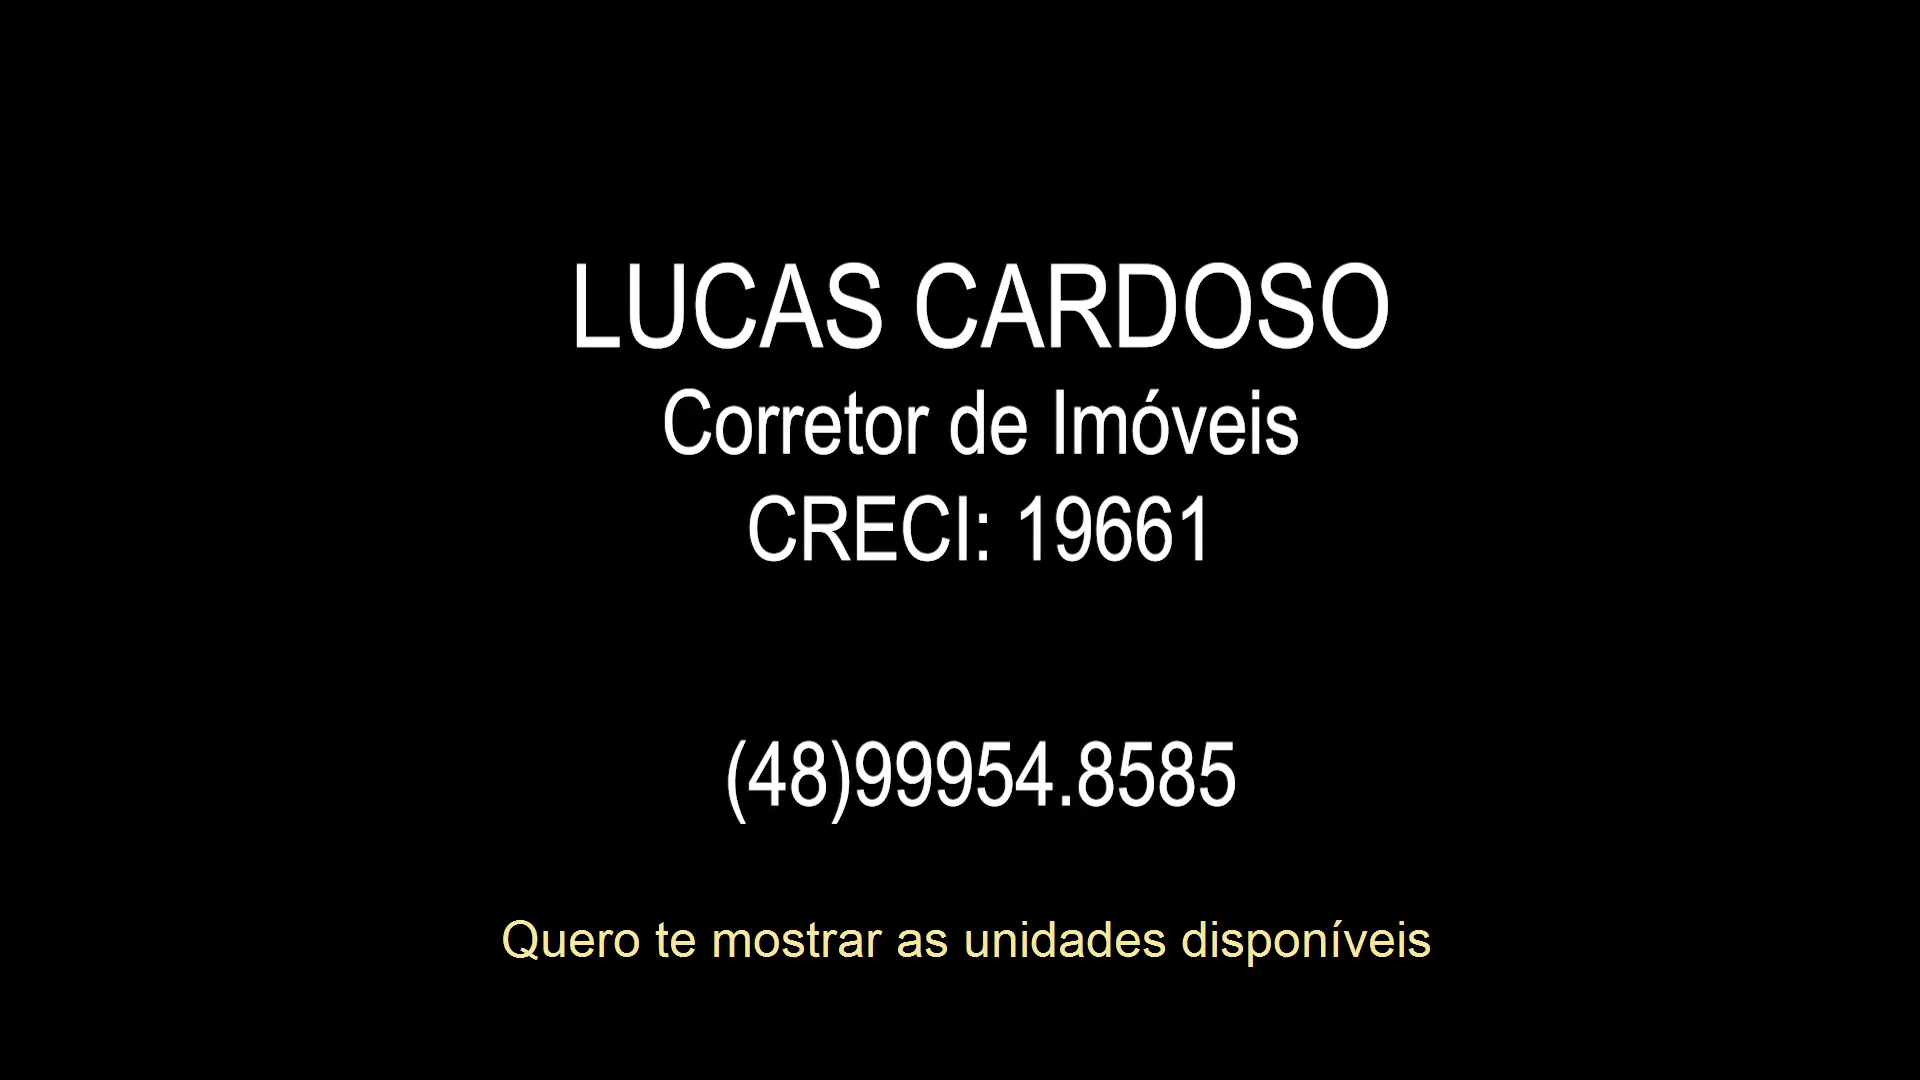 LUCAS CARDOSO
Corretor de Imóveis
CRECI: 19661
(48)99954.8585
Quero te mostrar as unidades disponíveis